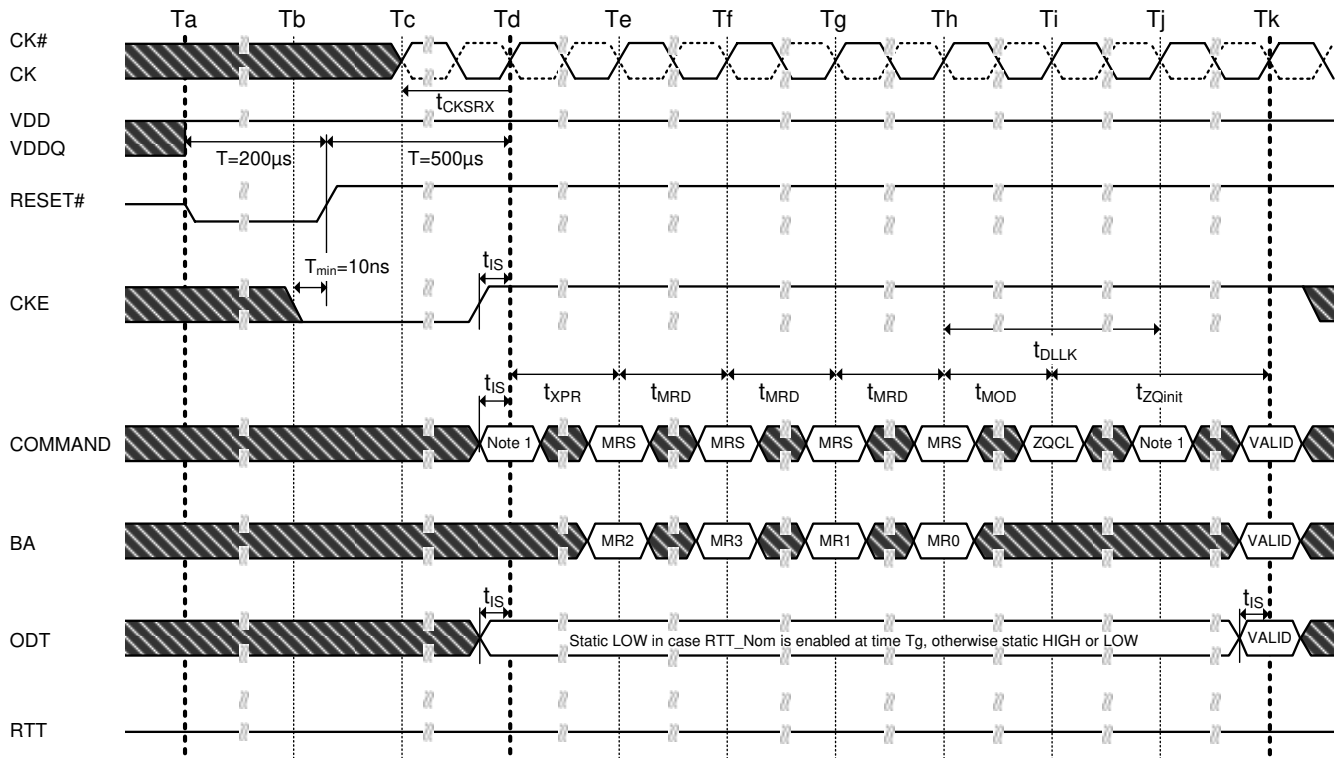 Ta Tb Tc Td Te Tf Tg Th Ti Tj Tk
CK#
CK
tCKSRX
VDD
VDDQ
T=200µs T=500µs
RESET#
Tmin=10ns tIS
CKE
tDLLK
tIS tXPR tMRD tMRD tMRD tMOD tZQinit
COMMAND Note 1 MRS MRS MRS MRS ZQCL Note 1 VALID
BA MR2 MR3 MR1 MR0 VALID
tIS tIS
ODT Static LOW in case RTT_Nom is enabled at time Tg, otherwise static HIGH or LOW VALID
RTT